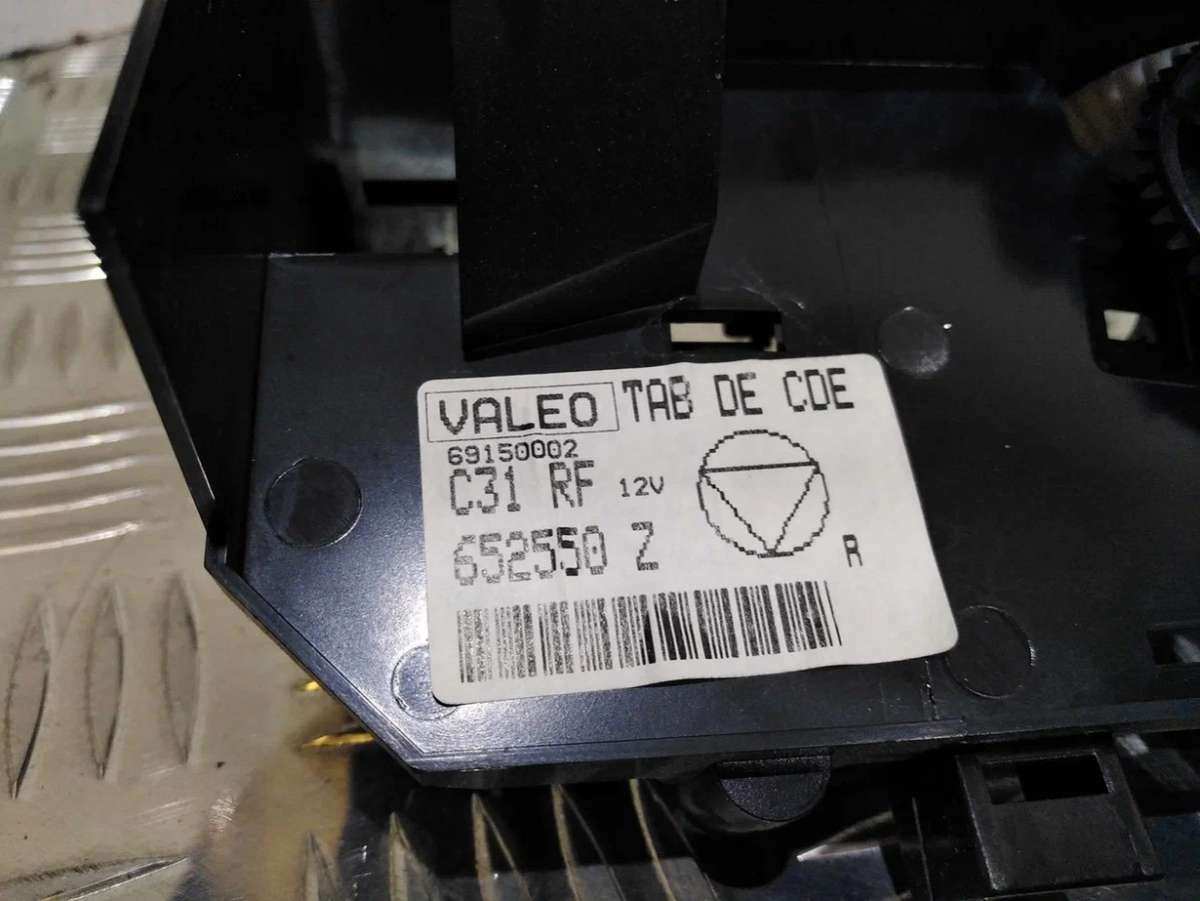 VALEO TAB DE CDE
69150002
C31 RF 12V
652550 Z
R